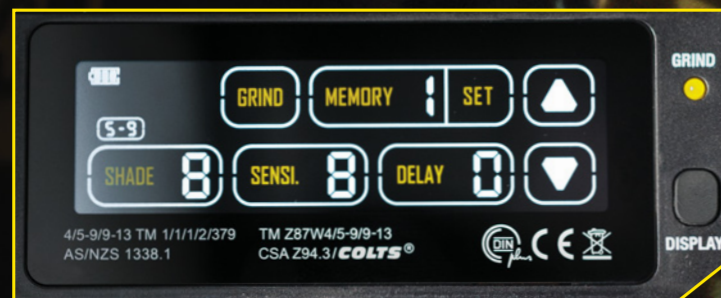 GRIND
GRIND MEMORY 1 SET
5-9
SHADE 8 SENSI. 8 DELAY 0
4/5-9/9-13 TM 1/1/1/2/379 TM Z87W4/5-9/9-13
AS/NZS 1338.1 CSA Z94.3/COLTS®
DIN plus CE
DISPLAY